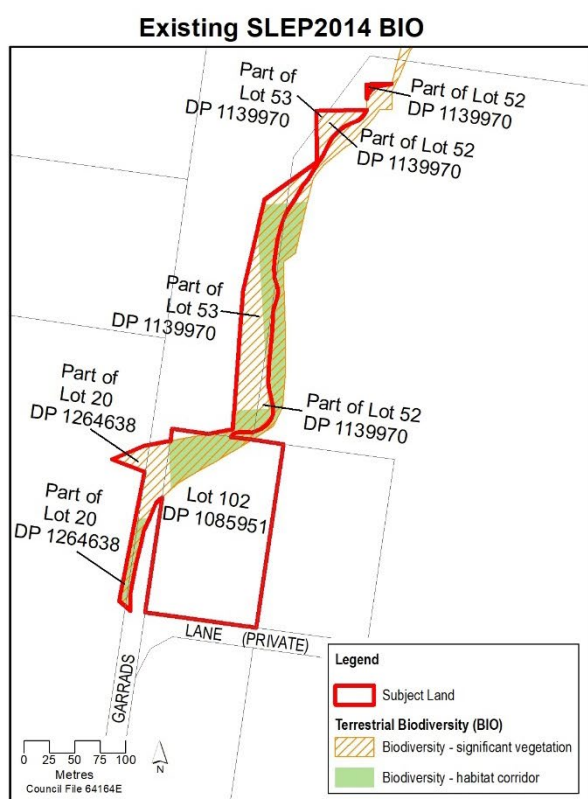 Existing SLEP2014 BIO
Part of
Lot 53
DP 1139970
Part of Lot 52
DP 1139970
Part of Lot 52
DP 1139970
Part of
Lot 53
DP 1139970
Part of Lot 52
DP 1139970
Part of
Lot 20
DP 1264638
Part of
Lot 20
DP 1264638
Lot 102
DP 1085951
LANE (PRIVATE)
GARRADS
0 25 50 75 100
Metres
Council File 64164E
N
Legend
Subject Land
Terrestrial Biodiversity (BIO)
Biodiversity - significant vegetation
Biodiversity - habitat corridor